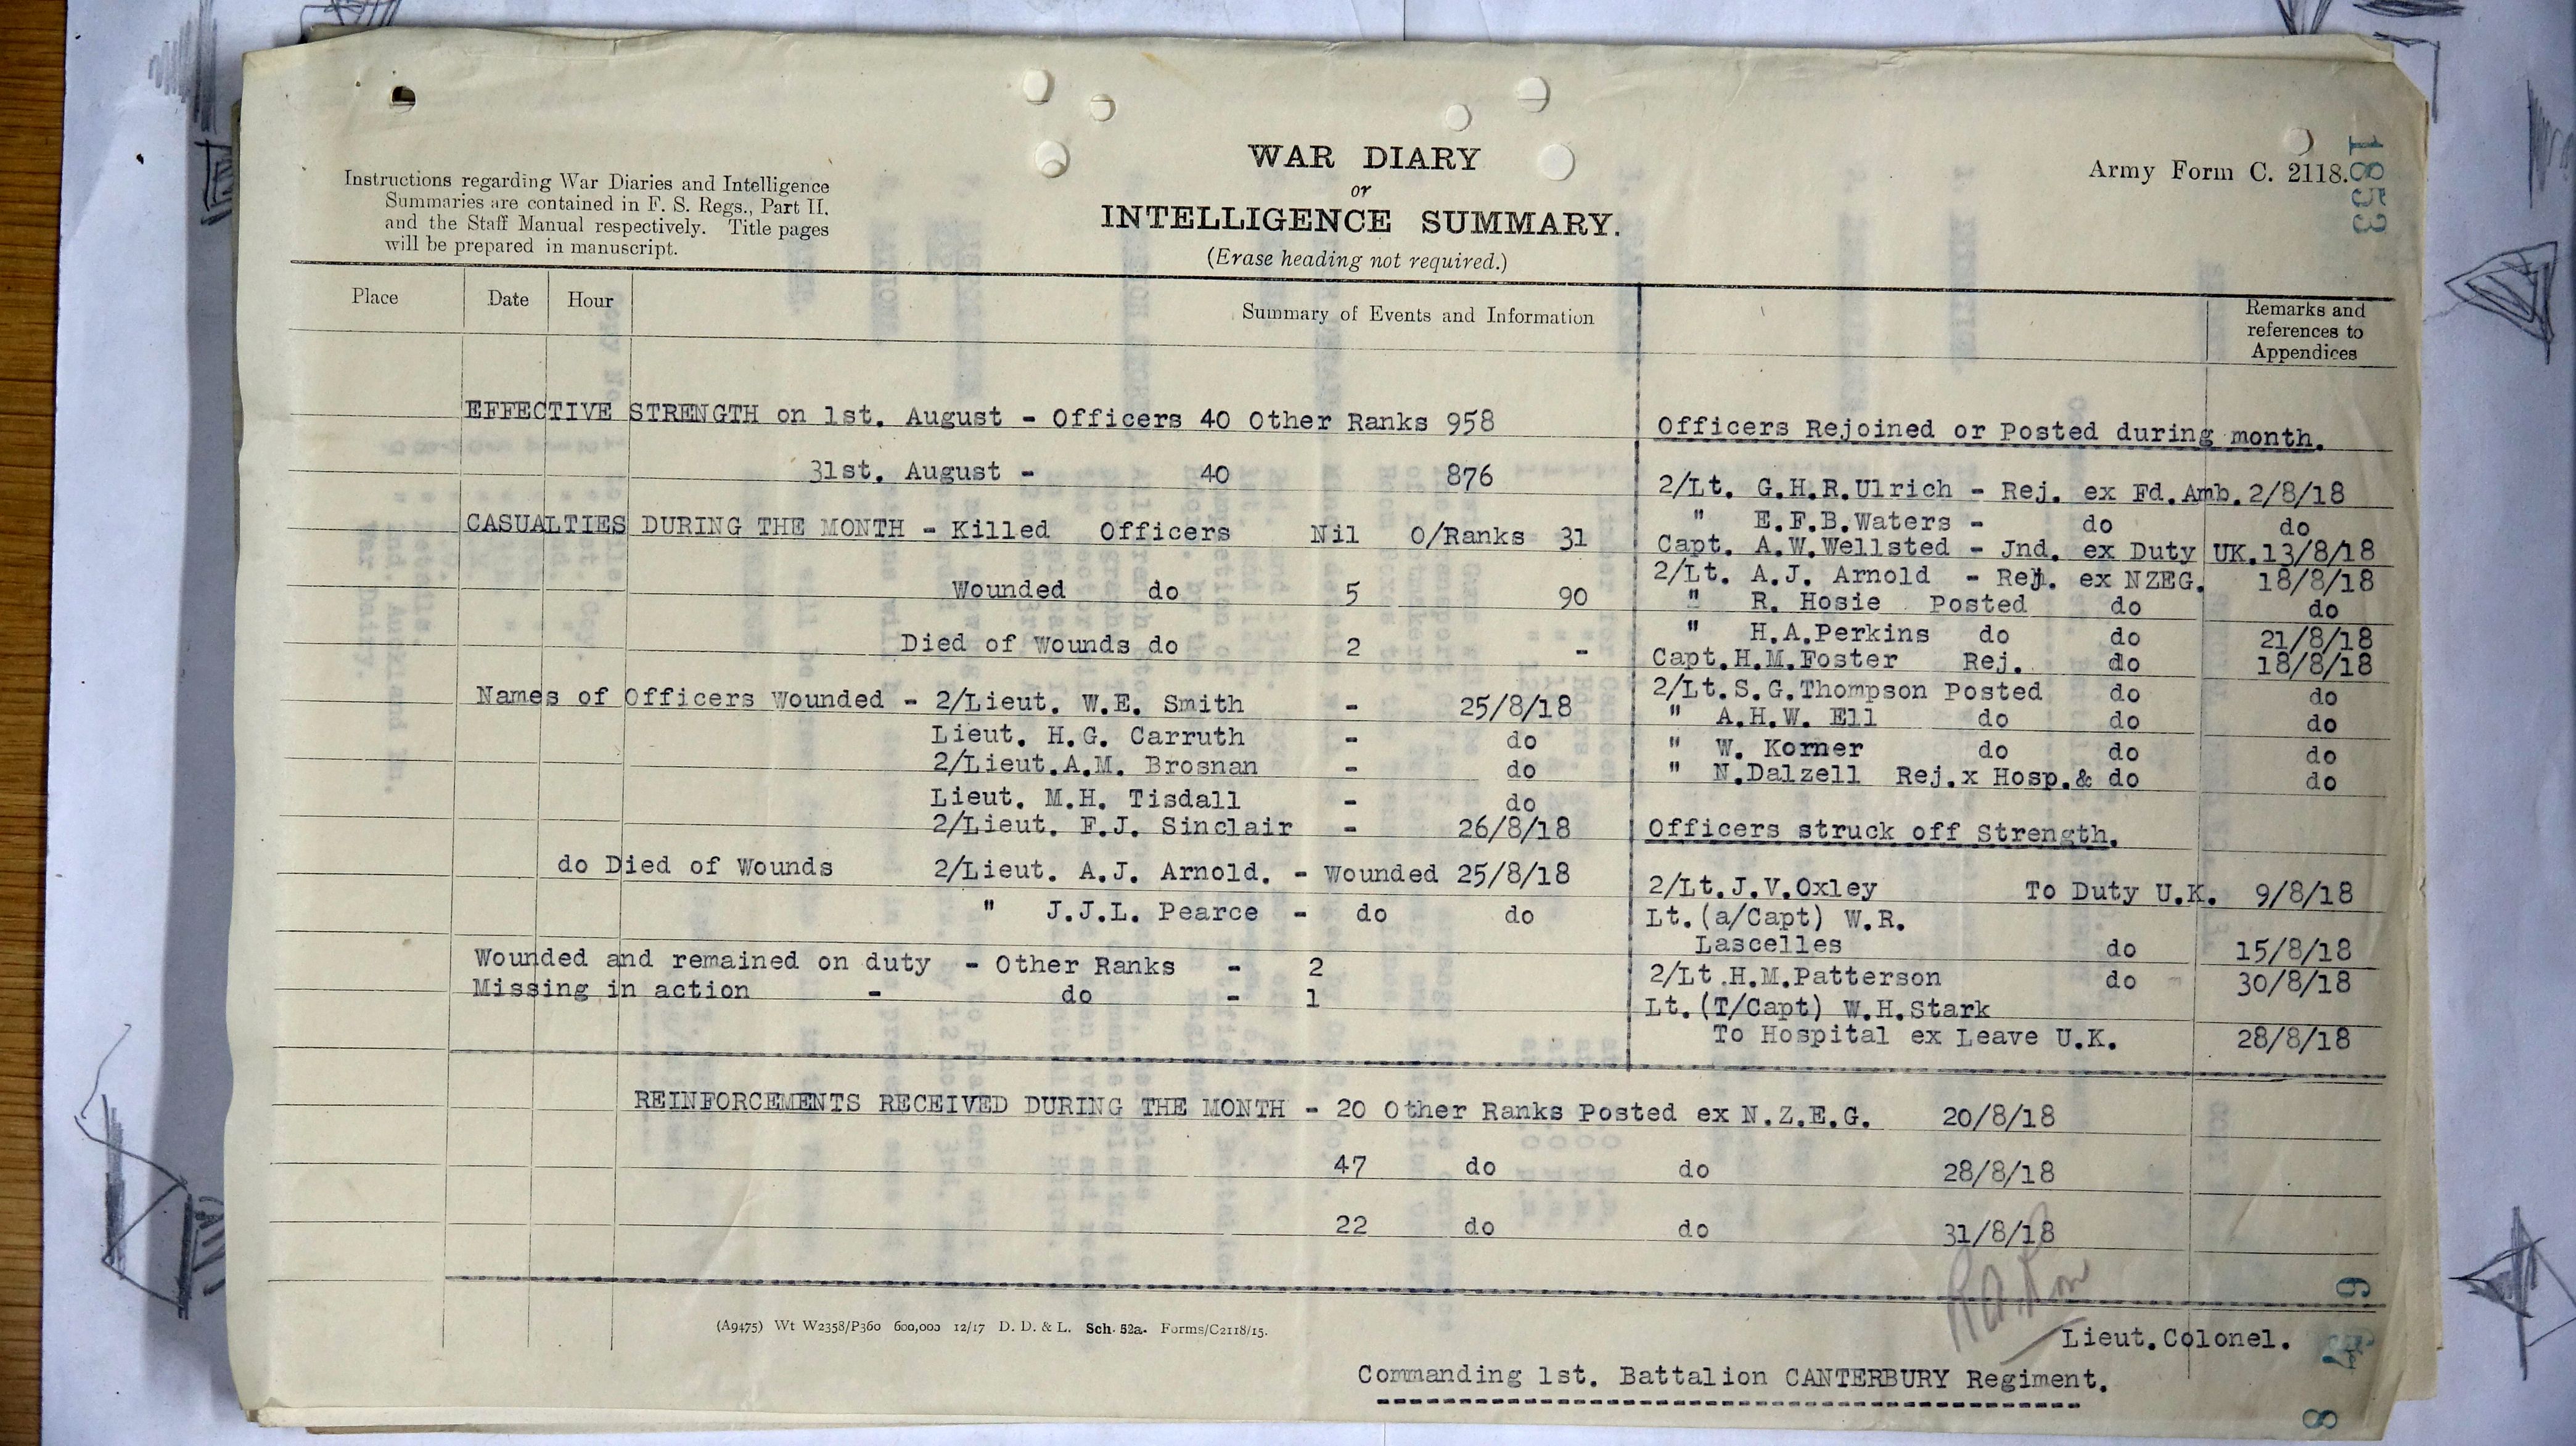 1853
Instructions regarding War Diaries and Intelligence
Summaries are contained in F. S. Regs., Part II.
and the Staff Manual respectively. Title pages
will be prepared in manuscript.
WAR DIARY
or
INTELLIGENCE SUMMARY.
(Erase heading not required.)
Army Form C. 2118.
Place Date Hour Summary of Events and Information
Remarks and
references to
Appendices
EFFECTIVE STRENGTH on 1st. August - Officers 40 Other Ranks 958
31st. August - 40 876
CASUALTIES DURING THE MONTH - Killed Officers Nil O/Ranks 31
Wounded do 5 90
Died of Wounds do 2 -
Names of Officers Wounded - 2/Lieut. W.E. Smith - 25/8/18
Lieut. H.G. Carruth - do
2/Lieut.A.M. Brosnan - do
Lieut. M.H. Tisdall - do
2/Lieut. F.J. Sinclair - 26/8/18
do Died of Wounds 2/Lieut. A.J. Arnold. - Wounded 25/8/18
" J.J.L. Pearce - do do
Wounded and remained on duty - Other Ranks - 2
Missing in action - do - 1
Officers Rejoined or Posted during month.
2/Lt. G.H.R.Ulrich - Rej. ex Fd.Amb.2/8/18
" E.F.B.Waters - do do
Capt. A.W.Wellsted - Jnd. ex Duty UK.13/8/18
2/Lt. A.J. Arnold - Rej. ex NZEG. 18/8/18
" R. Hosie Posted do do
" H.A.Perkins do do 21/8/18
Capt.H.M.Foster Rej. do 18/8/18
2/Lt.S.G.Thompson Posted do do
" A.H.W. Ell do do do
" W. Korner do do do
" N.Dalzell Rej.x Hosp.& do do
Officers struck off Strength.
2/Lt.J.V.Oxley To Duty U.K. 9/8/18
Lt.(a/Capt) W.R.
Lascelles do 15/8/18
2/Lt.H.M.Patterson do 30/8/18
Lt.(T/Capt) W.H.Stark
To Hospital ex Leave U.K. 28/8/18
REINFORCEMENTS RECEIVED DURING THE MONTH - 20 Other Ranks Posted ex N.Z.E.G. 20/8/18
47 do do 28/8/18
22 do do 31/8/18
(A9475) Wt W2358/P360 600,000 12/17 D. D. & L. Sch. 52a. Forms/C2118/15.
Lieut.Colonel.
Commanding 1st. Battalion CANTERBURY Regiment.